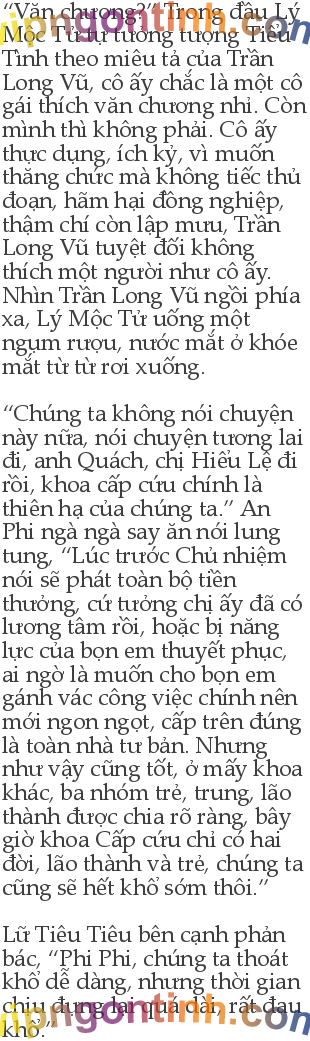 “Văn chương?” Trong đầu Lý
Mộc Tử tự tưởng tượng Tiểu
Tình theo miêu tả của Trần
Long Vũ, cô ấy chắc là một cô
gái thích văn chương nhỉ. Còn
mình thì không phải. Cô ấy
thực dụng, ích kỷ, vì muốn
thăng chức mà không tiếc thủ
đoạn, hãm hại đồng nghiệp,
thậm chí còn lập mưu, Trần
Long Vũ tuyệt đối không
thích một người như cô ấy.
Nhìn Trần Long Vũ ngồi phía
xa, Lý Mộc Tử uống một
ngụm rượu, nước mắt ở khóe
mắt từ từ rơi xuống.
“Chúng ta không nói chuyện
này nữa, nói chuyện tương lai
đi, anh Quách, chị Hiểu Lệ đi
rồi, khoa cấp cứu chính là
thiên hạ của chúng ta.” An
Phi ngà ngà say ăn nói lung
tung, “Lúc trước Chủ nhiệm
nói sẽ phát toàn bộ tiền
thưởng, cứ tưởng chị ấy đã có
lương tâm rồi, hoặc bị năng
lực của bọn em thuyết phục,
ai ngờ là muốn cho bọn em
gánh vác công việc chính nên
mới ngon ngọt, cấp trên đúng
là toàn nhà tư bản. Nhưng
như vậy cũng tốt, ở mấy khoa
khác, ba nhóm trẻ, trung, lão
thành được chia rõ ràng, bây
giờ khoa Cấp cứu chỉ có hai
đời, lão thành và trẻ, chúng ta
cũng sẽ hết khổ sớm thôi.”
Lữ Tiêu Tiêu bên cạnh phản
bác, “Phi Phi, chúng ta thoát
khổ dễ dàng, nhưng thời gian
chịu đựng lại quá dài, rất đau
khổ.”
vipngontinh.com
vipngontinh.com